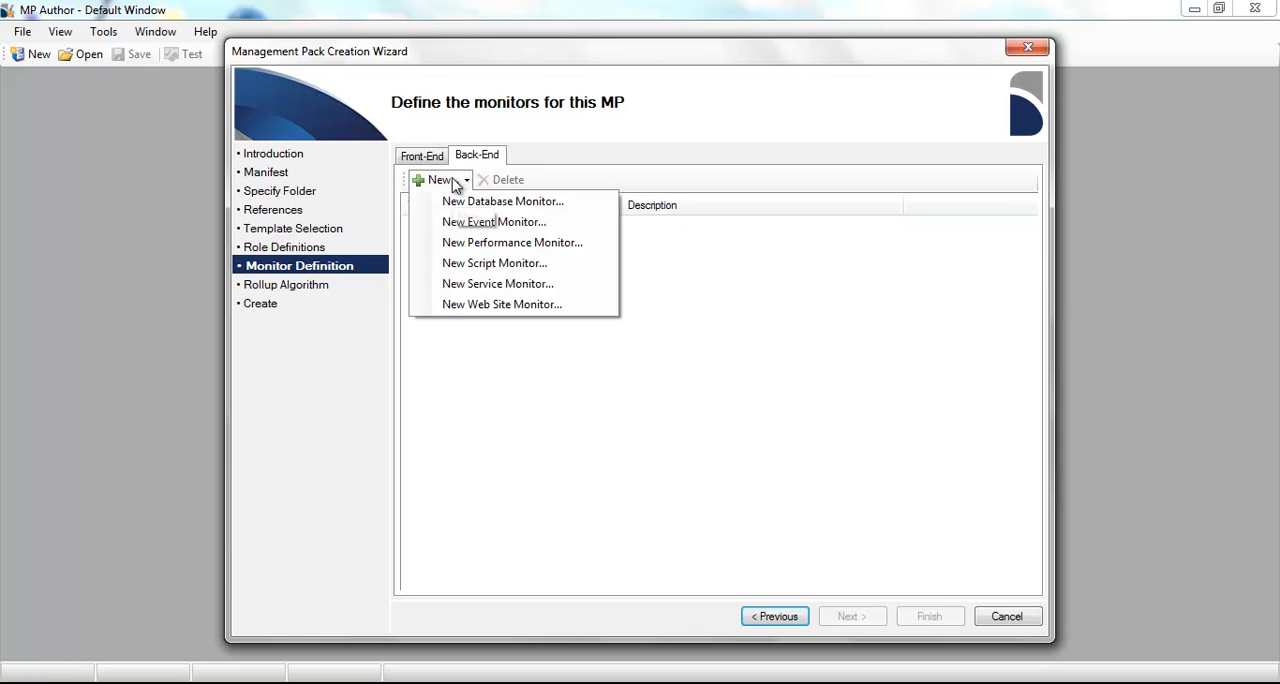 MP Author - Default Window
File View Tools Window Help
New Open Save Test
Management Pack Creation Wizard
Define the monitors for this MP
• Introduction
• Manifest
• Specify Folder
• References
• Template Selection
• Role Definitions
• Monitor Definition
• Rollup Algorithm
• Create
Front-End Back-End
New Delete
Description
New Database Monitor...
New Event Monitor...
New Performance Monitor...
New Script Monitor...
New Service Monitor...
New Web Site Monitor...
< Previous Next > Finish Cancel